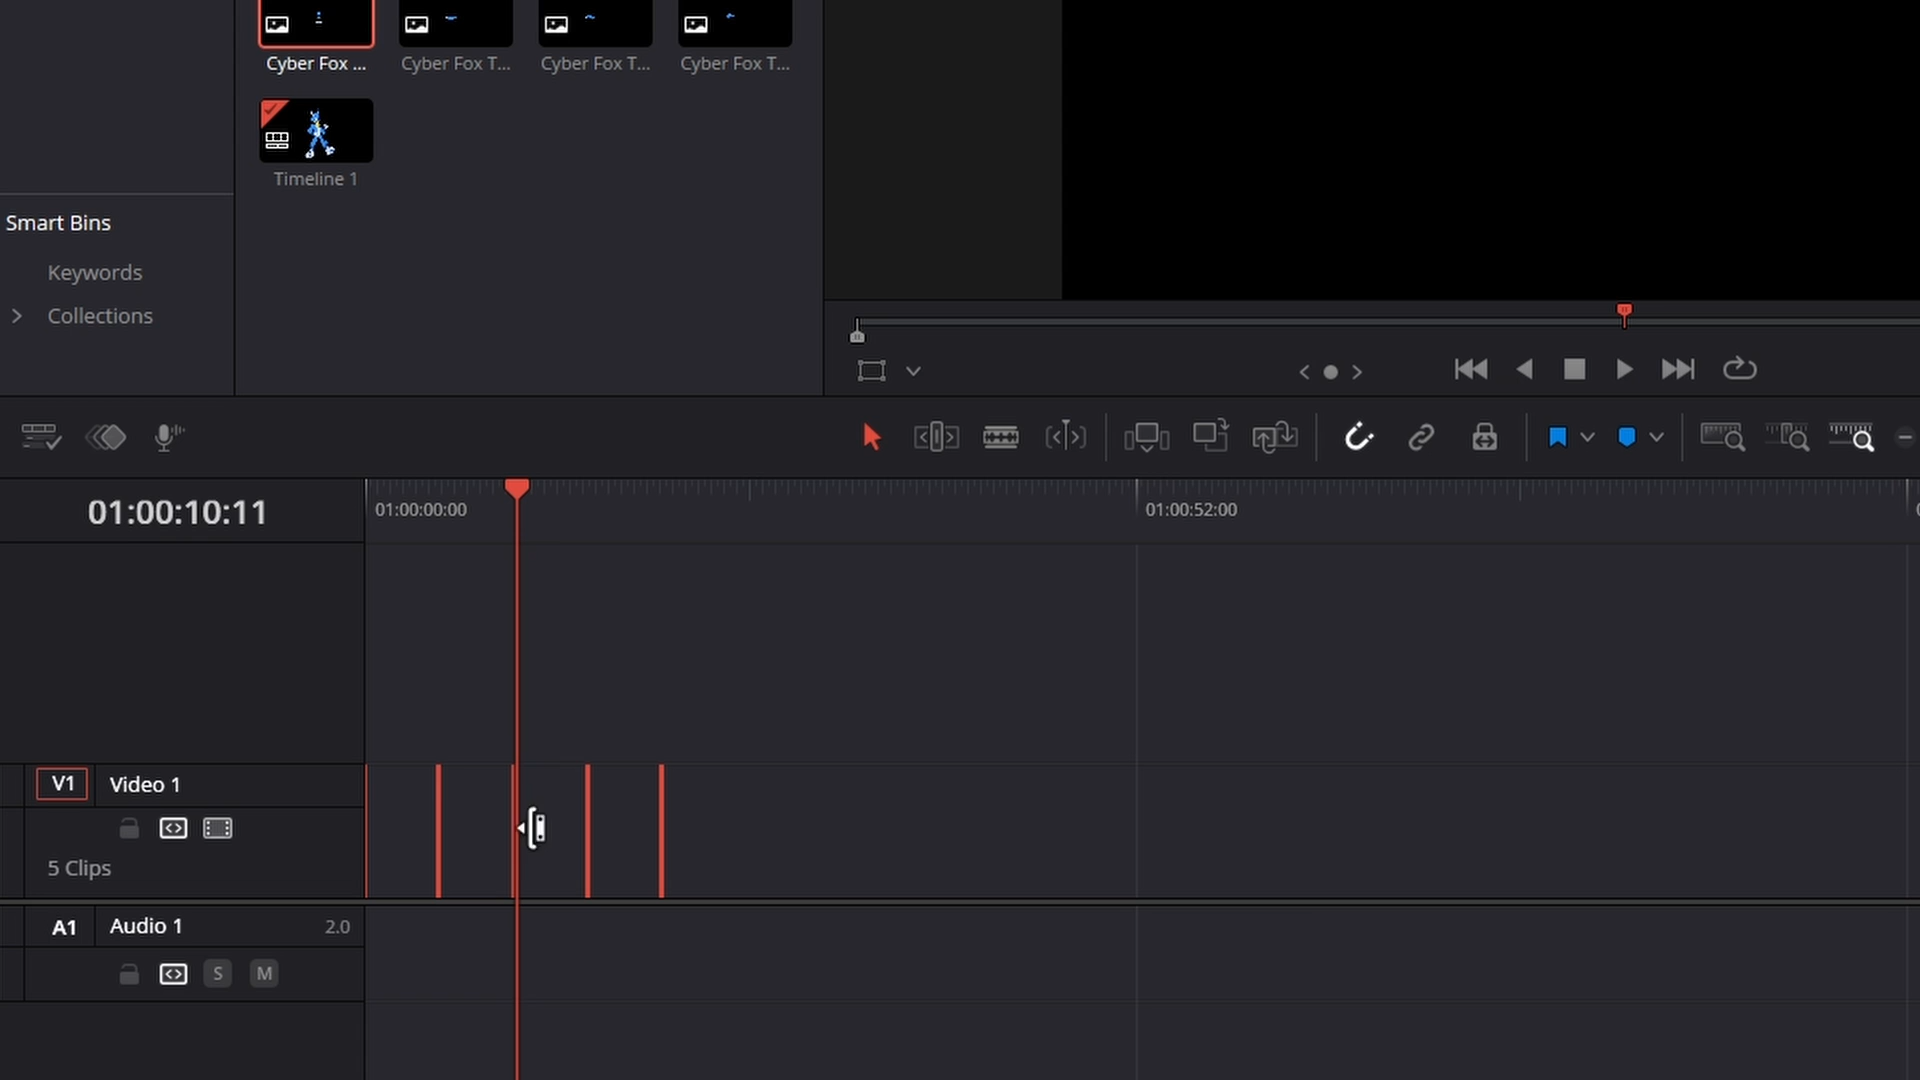 Cyber Fox ...
Cyber Fox T...
Cyber Fox T...
Cyber Fox T...
Timeline 1
Smart Bins
Keywords
Collections
01:00:10:11
01:00:00:00
01:00:52:00
V1 Video 1
5 Clips
A1 Audio 1 2.0
S M